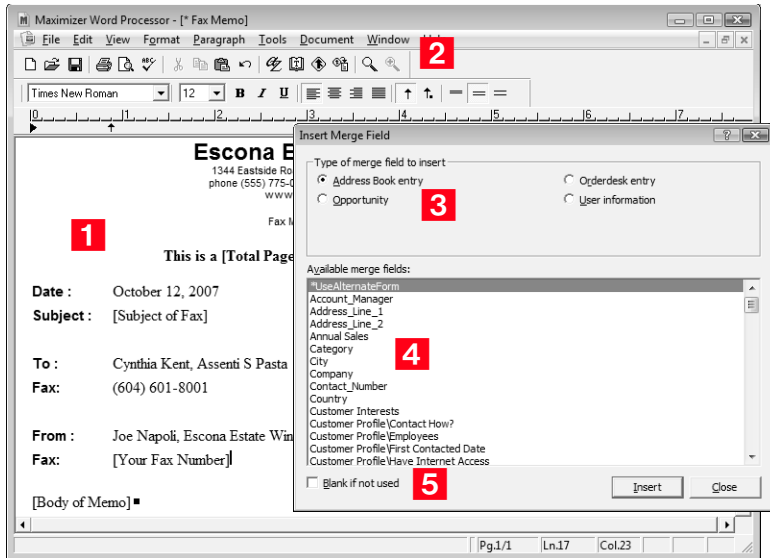 Maximizer Word Processor - [* Fax Memo]
File Edit View Format Paragraph Tools Document Window
2
Times New Roman 12 B I U
0 1 2 3 4 5 6 7
Escona
1344 Eastside
phone (555)
Fax
1
This is a [Total
Date : October 12, 2007
Subject : [Subject of Fax]
To : Cynthia Kent, Assenti S Pasta
Fax: (604) 601-8001
From : Joe Napoli, Escona Estate
Fax: [Your Fax Number]
[Body of Memo]
Insert Merge Field
Type of merge field to insert
Address Book entry Orderdesk entry
Opportunity User information
3
Available merge fields:
*UseAlternateForm
Account_Manager
Address_Line_1
Address_Line_2
Annual Sales
Category
City
Company
Contact_Number
Country
Customer Interests
Customer Profile\Contact How?
Customer Profile\Employees
Customer Profile\First Contacted Date
Customer Profile\Have Internet Access
4
Blank if not used
5
Insert Close
Pg.1/1 Ln.17 Col.23